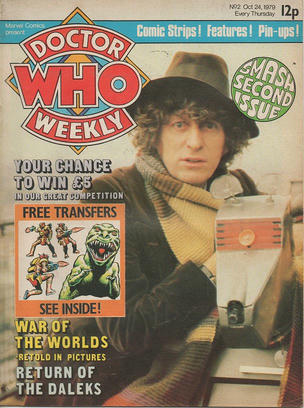 Marvel Comics
present
Nº2 Oct 24, 1979
Every Thursday
12p
Comic Strips! Features! Pin-ups!
DOCTOR
WHO
WEEKLY
SMASH
SECOND
ISSUE
YOUR CHANCE
TO WIN £5
IN OUR GREAT COMPETITION
FREE TRANSFERS
SEE INSIDE!
WAR OF
THE WORLDS
-RETOLD IN PICTURES
RETURN OF
THE DALEKS